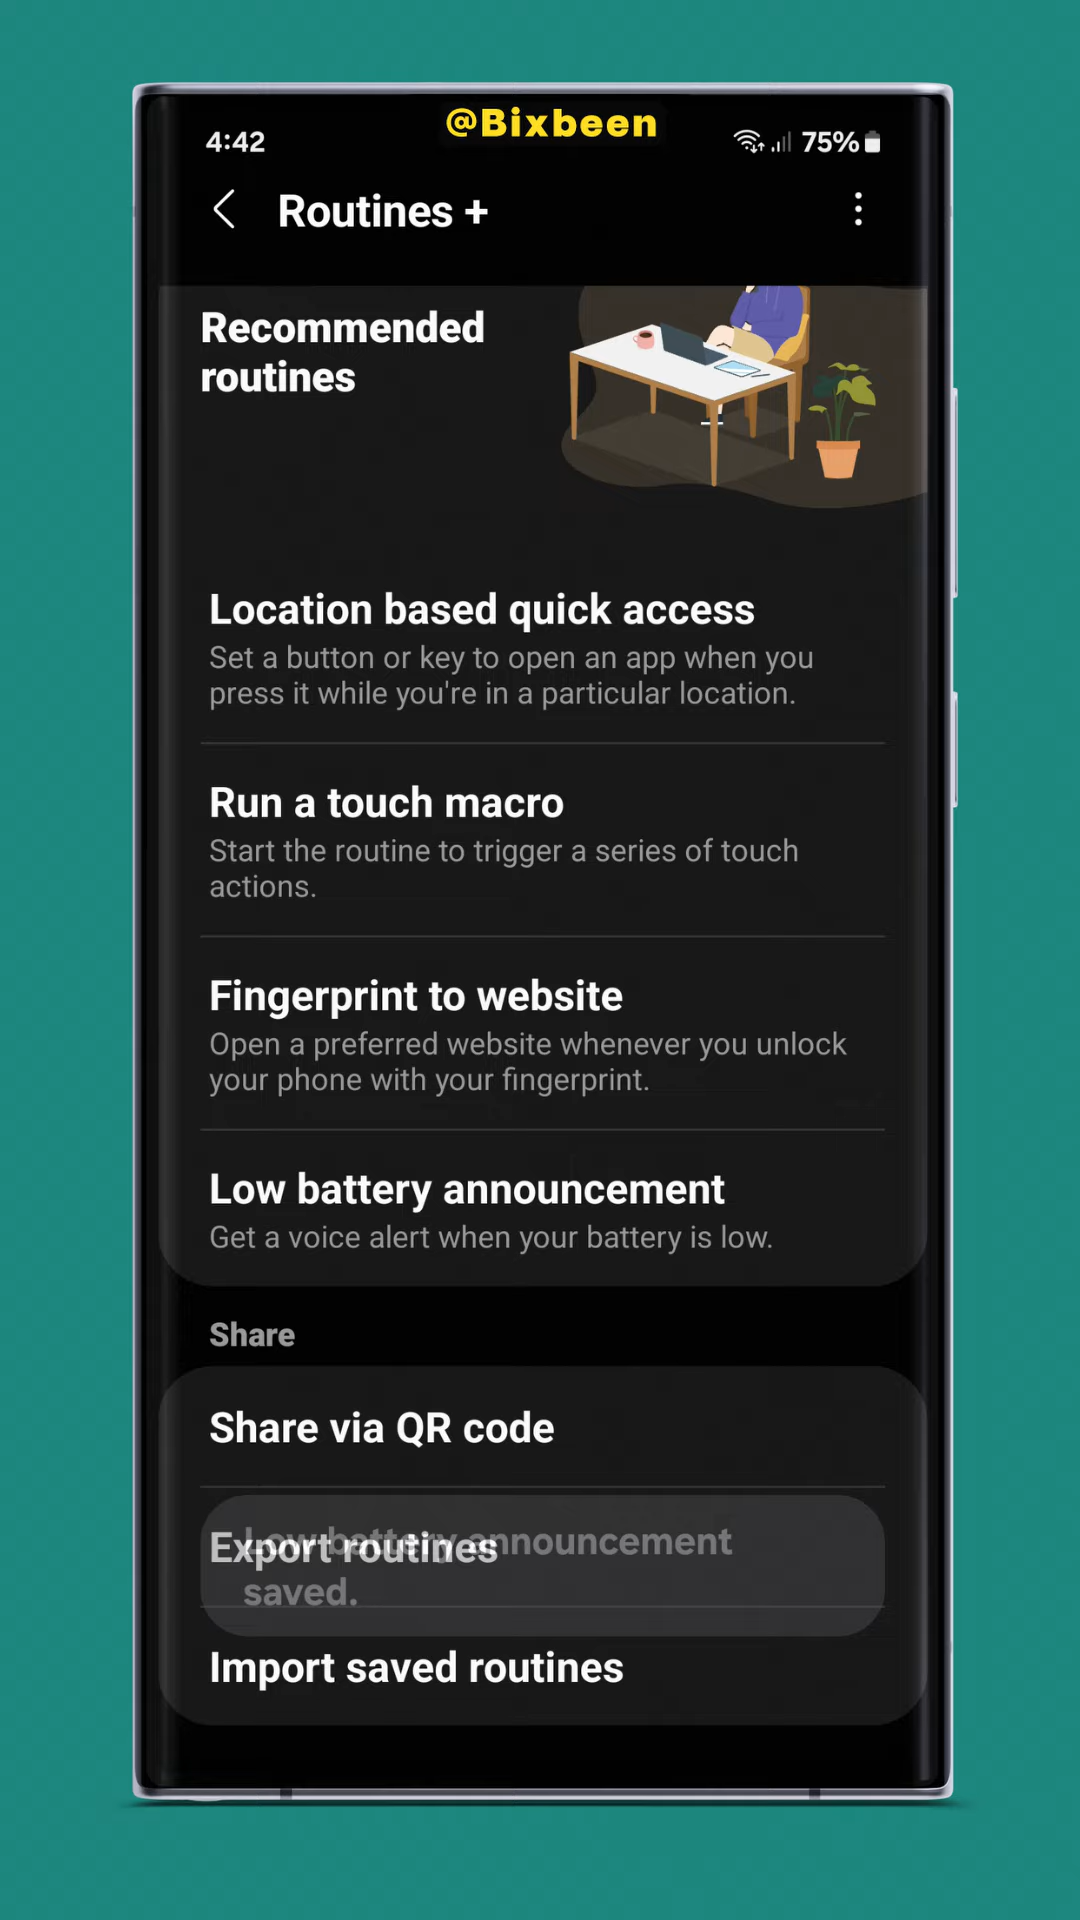 @Bixbeen
4:42
75%
Routines +
Recommended
routines
Location based quick access
Set a button or key to open an app when you
press it while you're in a particular location.
Run a touch macro
Start the routine to trigger a series of touch
actions.
Fingerprint to website
Open a preferred website whenever you unlock
your phone with your fingerprint.
Low battery announcement
Get a voice alert when your battery is low.
Share
Share via QR code
Export routines
Low battery announcement
saved.
Import saved routines